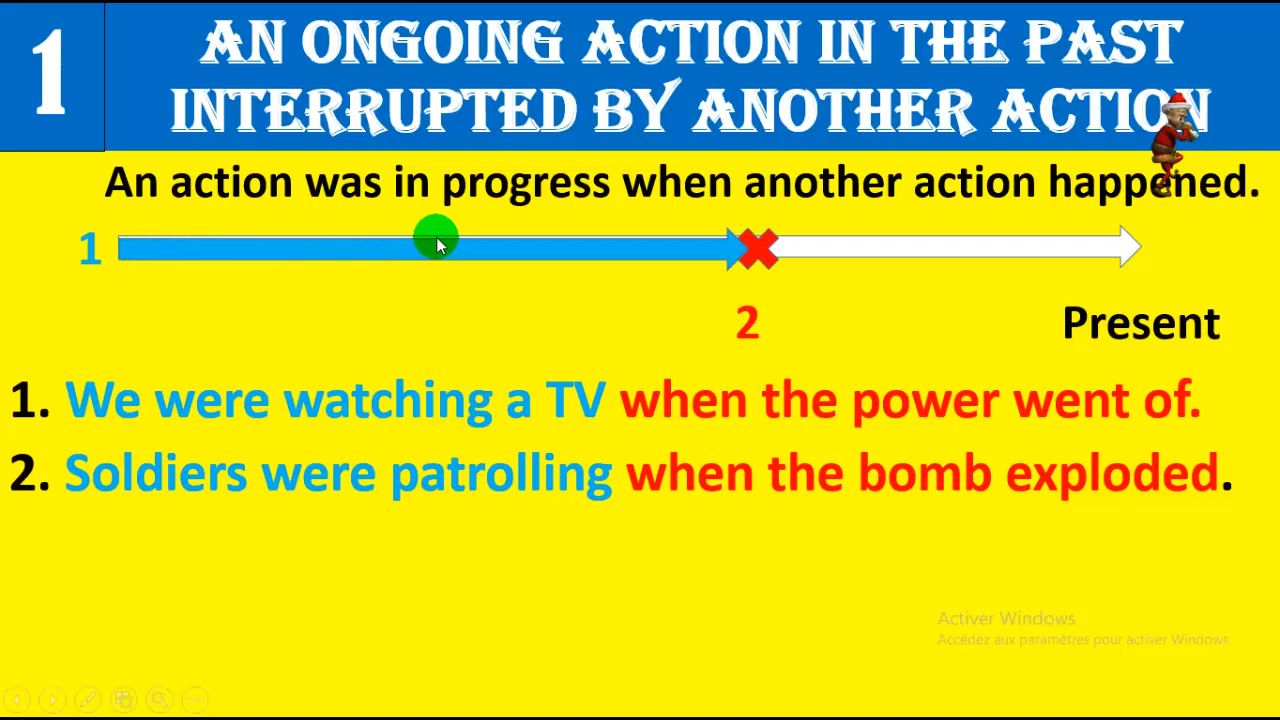 1
AN ONGOING ACTION IN THE PAST
INTERRUPTED BY ANOTHER ACTION
An action was in progress when another action happened.
1
2
Present
1. We were watching a TV when the power went of.
2. Soldiers were patrolling when the bomb exploded.
Activer Windows
Accédez aux paramètres pour activer Windows.